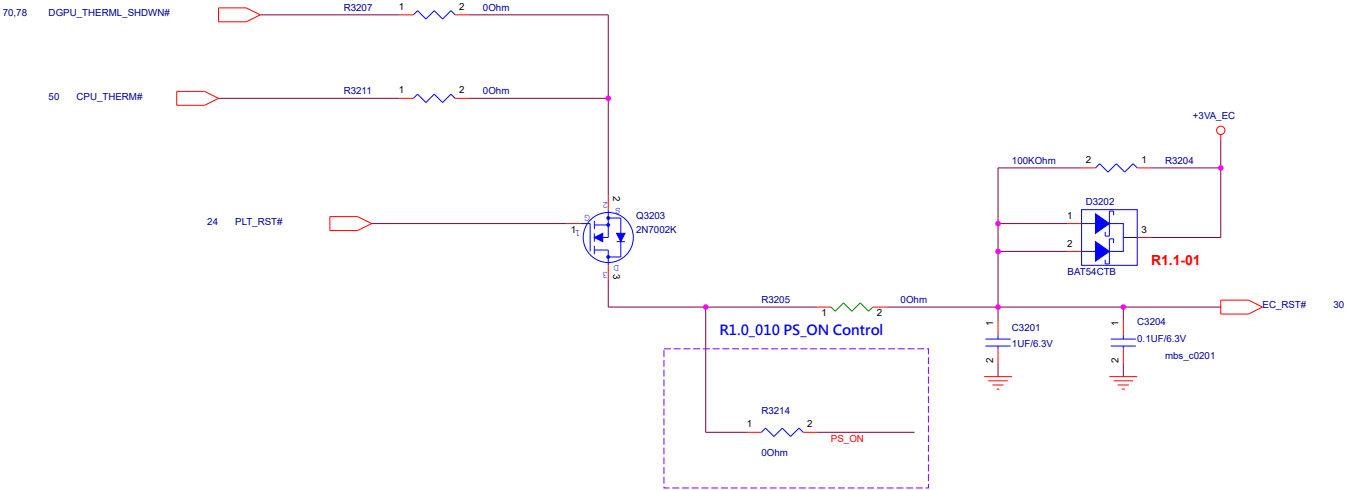 70,78 DGPU_THERML_SHDWN# R3207 1 2 0Ohm
50 CPU_THERM# R3211 1 2 0Ohm
+3VA_EC
100KOhm 2 1 R3204
D3202
1
2
3
BAT54CTB
R1.1-01
24 PLT_RST#
2
2
S
G
1
1
Q3203
2N7002K
D
3
3
R3205 1 2 0Ohm
EC_RST# 30
R1.0_010 PS_ON Control
1
2
C3201
1UF/6.3V
1
2
C3204
0.1UF/6.3V
mbs_c0201
R3214
1 2
PS_ON
0Ohm